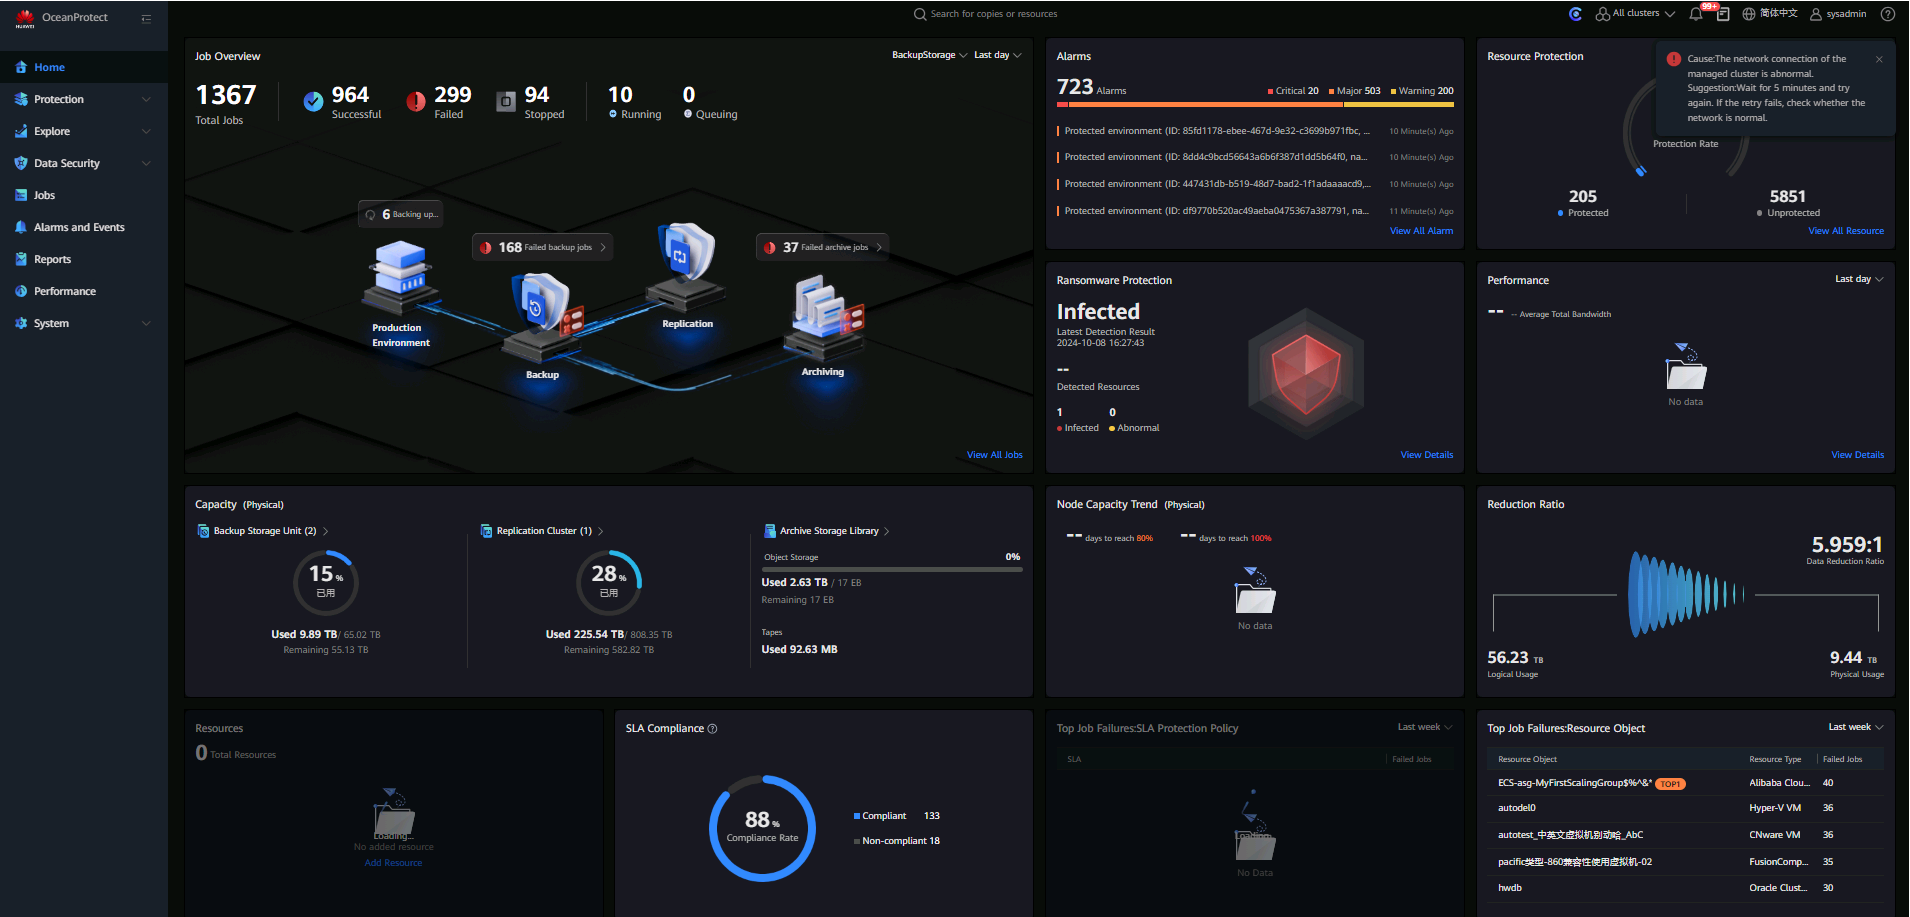 HUAWEI
OceanProtect
Search for copies or resources
All clusters
99+
简体中文
sysadmin
Home
Protection
Explore
Data Security
Jobs
Alarms and Events
Reports
Performance
System
Job Overview
BackupStorage
Last day
1367
Total Jobs
964
Successful
299
Failed
94
Stopped
10
Running
0
Queuing
6 Backing up...
168 Failed backup jobs
37 Failed archive jobs
Production
Environment
Backup
Replication
Archiving
View All Jobs
Alarms
723 Alarms
Critical 20
Major 503
Warning 200
Protected environment (ID: 85fd1178-ebee-467d-9e32-c3699b971fbc, ... 10 Minute(s) Ago
Protected environment (ID: 8dd4c9bcd56643a6b6f387d1dd5b64f0, na... 10 Minute(s) Ago
Protected environment (ID: 447431db-b519-48d7-bad2-1f1adaaaacd9,... 10 Minute(s) Ago
Protected environment (ID: df9770b520ac49aeba0475367a387791, na... 11 Minute(s) Ago
View All Alarm
Resource Protection
Cause:The network connection of the
managed cluster is abnormal.
Suggestion:Wait for 5 minutes and try
again. If the retry fails, check whether the
network is normal.
Protection Rate
205
Protected
5851
Unprotected
View All Resource
Ransomware Protection
Infected
Latest Detection Result
2024-10-08 16:27:43
--
Detected Resources
1
Infected
0
Abnormal
View Details
Performance
Last day
-- -- Average Total Bandwidth
No data
View Details
Capacity (Physical)
Backup Storage Unit (2)
15 %
已用
Used 9.89 TB/ 65.02 TB
Remaining 55.13 TB
Replication Cluster (1)
28 %
已用
Used 225.54 TB/ 808.35 TB
Remaining 582.82 TB
Archive Storage Library
Object Storage 0%
Used 2.63 TB / 17 EB
Remaining 17 EB
Tapes
Used 92.63 MB
Node Capacity Trend (Physical)
-- days to reach 80%
-- days to reach 100%
No data
Reduction Ratio
5.959:1
Data Reduction Ratio
56.23 TB
Logical Usage
9.44 TB
Physical Usage
Resources
0 Total Resources
Loading...
No added resource
Add Resource
SLA Compliance
88 %
Compliance Rate
Compliant 133
Non-compliant 18
Top Job Failures:SLA Protection Policy
Last week
SLA Failed Jobs
Loading...
No Data
Top Job Failures:Resource Object
Last week
Resource Object Resource Type Failed Jobs
ECS-asg-MyFirstScalingGroup$%^&* TOP1 Alibaba Clou... 40
autodel0 Hyper-V VM 36
autotest_中英文虚拟机别动哈_AbC CNware VM 36
pacific类型-860兼容性使用虚拟机-02 FusionComp... 35
hwdb Oracle Clust... 30